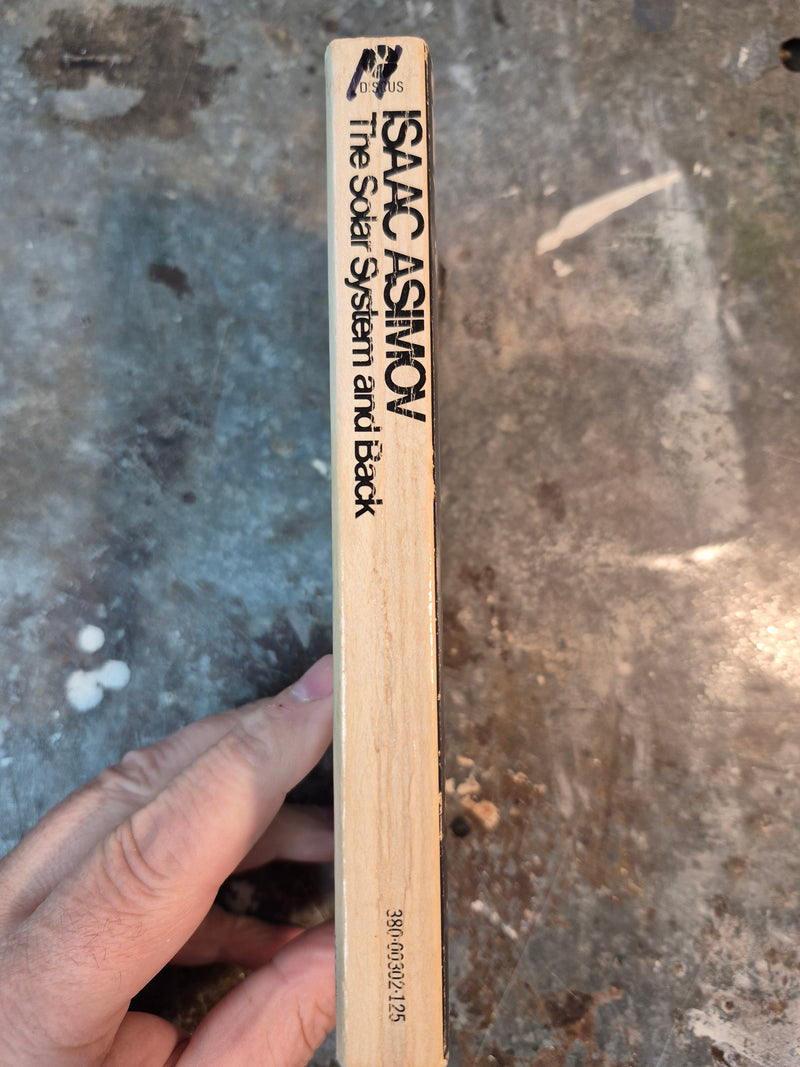 DISCUS
ISAAC ASIMOV
The Solar System and Back
380-00302-125